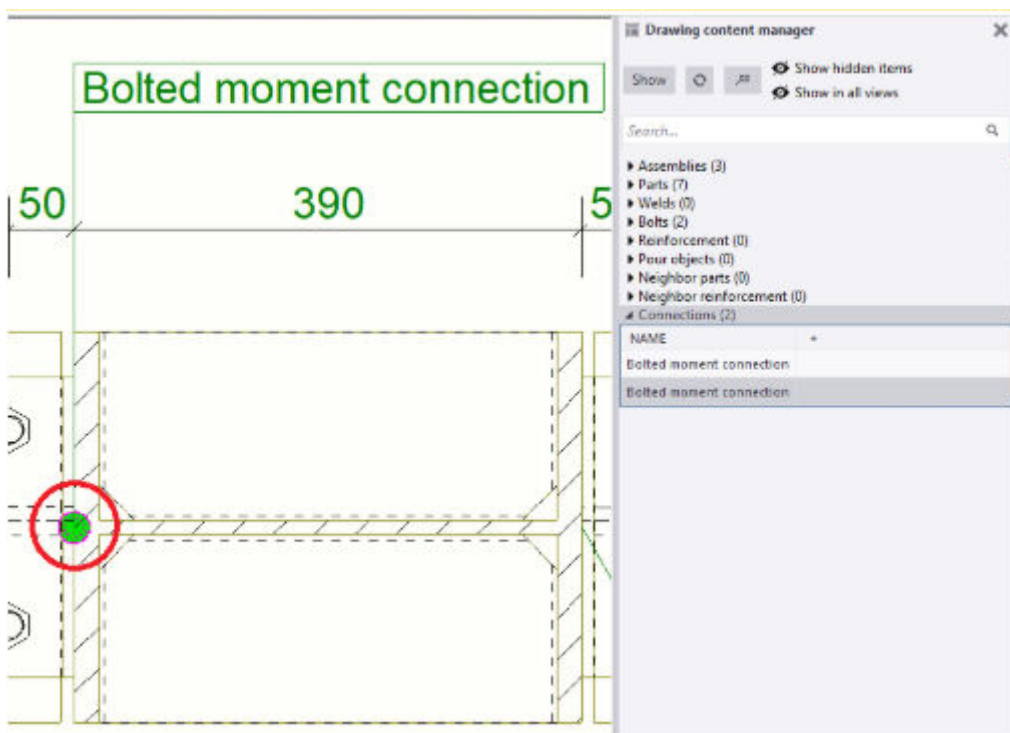 Bolted moment connection
50
390
5
Drawing content manager
Show
Show hidden items
Show in all views
Search...
Assemblies (3)
Parts (7)
Welds (0)
Bolts (2)
Reinforcement (0)
Pour objects (0)
Neighbor parts (0)
Neighbor reinforcement (0)
Connections (2)
NAME +
Bolted moment connection
Bolted moment connection